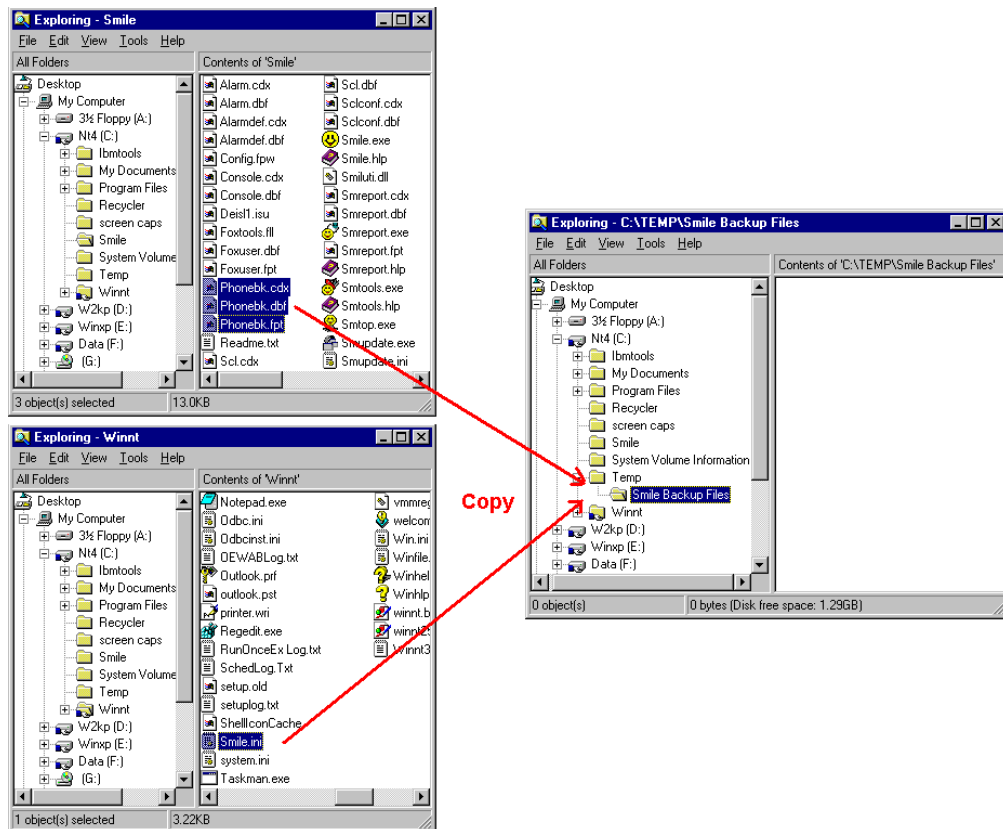 Exploring - Smile
File Edit View Tools Help
All Folders
Contents of 'Smile'
Desktop
My Computer
3½ Floppy (A:)
Nt4 (C:)
Ibmtools
My Documents
Program Files
Recycler
screen caps
Smile
System Volume
Temp
Winnt
W2kp (D:)
Winxp (E:)
Data (F:)
(G:)
Alarm.cdx
Alarm.dbf
Alarmdef.cdx
Alarmdef.dbf
Config.fpw
Console.cdx
Console.dbf
Deisl1.isu
Foxtools.fll
Foxuser.dbf
Foxuser.fpt
Phonebk.cdx
Phonebk.dbf
Phonebk.fpt
Readme.txt
Scl.cdx
Scl.dbf
Sclconf.cdx
Sclconf.dbf
Smile.exe
Smile.hlp
Smiluti.dll
Smreport.cdx
Smreport.dbf
Smreport.exe
Smreport.fpt
Smreport.hlp
Smtools.exe
Smtools.hlp
Smtop.exe
Smupdate.exe
Smupdate.ini
3 object(s) selected
13.0KB
Exploring - Winnt
File Edit View Tools Help
All Folders
Contents of 'Winnt'
Desktop
My Computer
3½ Floppy (A:)
Nt4 (C:)
Ibmtools
My Documents
Program Files
Recycler
screen caps
Smile
System Volume
Temp
Winnt
W2kp (D:)
Winxp (E:)
Data (F:)
(G:)
Notepad.exe
Odbc.ini
Odbcinst.ini
OEWABLog.txt
Outlook.prf
outlook.pst
printer.wri
Regedit.exe
RunOnceEx Log.txt
SchedLog.Txt
setup.old
setuplog.txt
ShellIconCache
Smile.ini
system.ini
Taskman.exe
vmmreg
welcom
Win.ini
Winfile.
Winhel
Winhlp
winnt.b
winnt25
Winnt3
1 object(s) selected
3.22KB
Copy
Exploring - C:\TEMP\Smile Backup Files
File Edit View Tools Help
All Folders
Contents of 'C:\TEMP\Smile Backup Files'
Desktop
My Computer
3½ Floppy (A:)
Nt4 (C:)
Ibmtools
My Documents
Program Files
Recycler
screen caps
Smile
System Volume Information
Temp
Smile Backup Files
Winnt
W2kp (D:)
Winxp (E:)
Data (F:)
0 object(s)
0 bytes (Disk free space: 1.29GB)